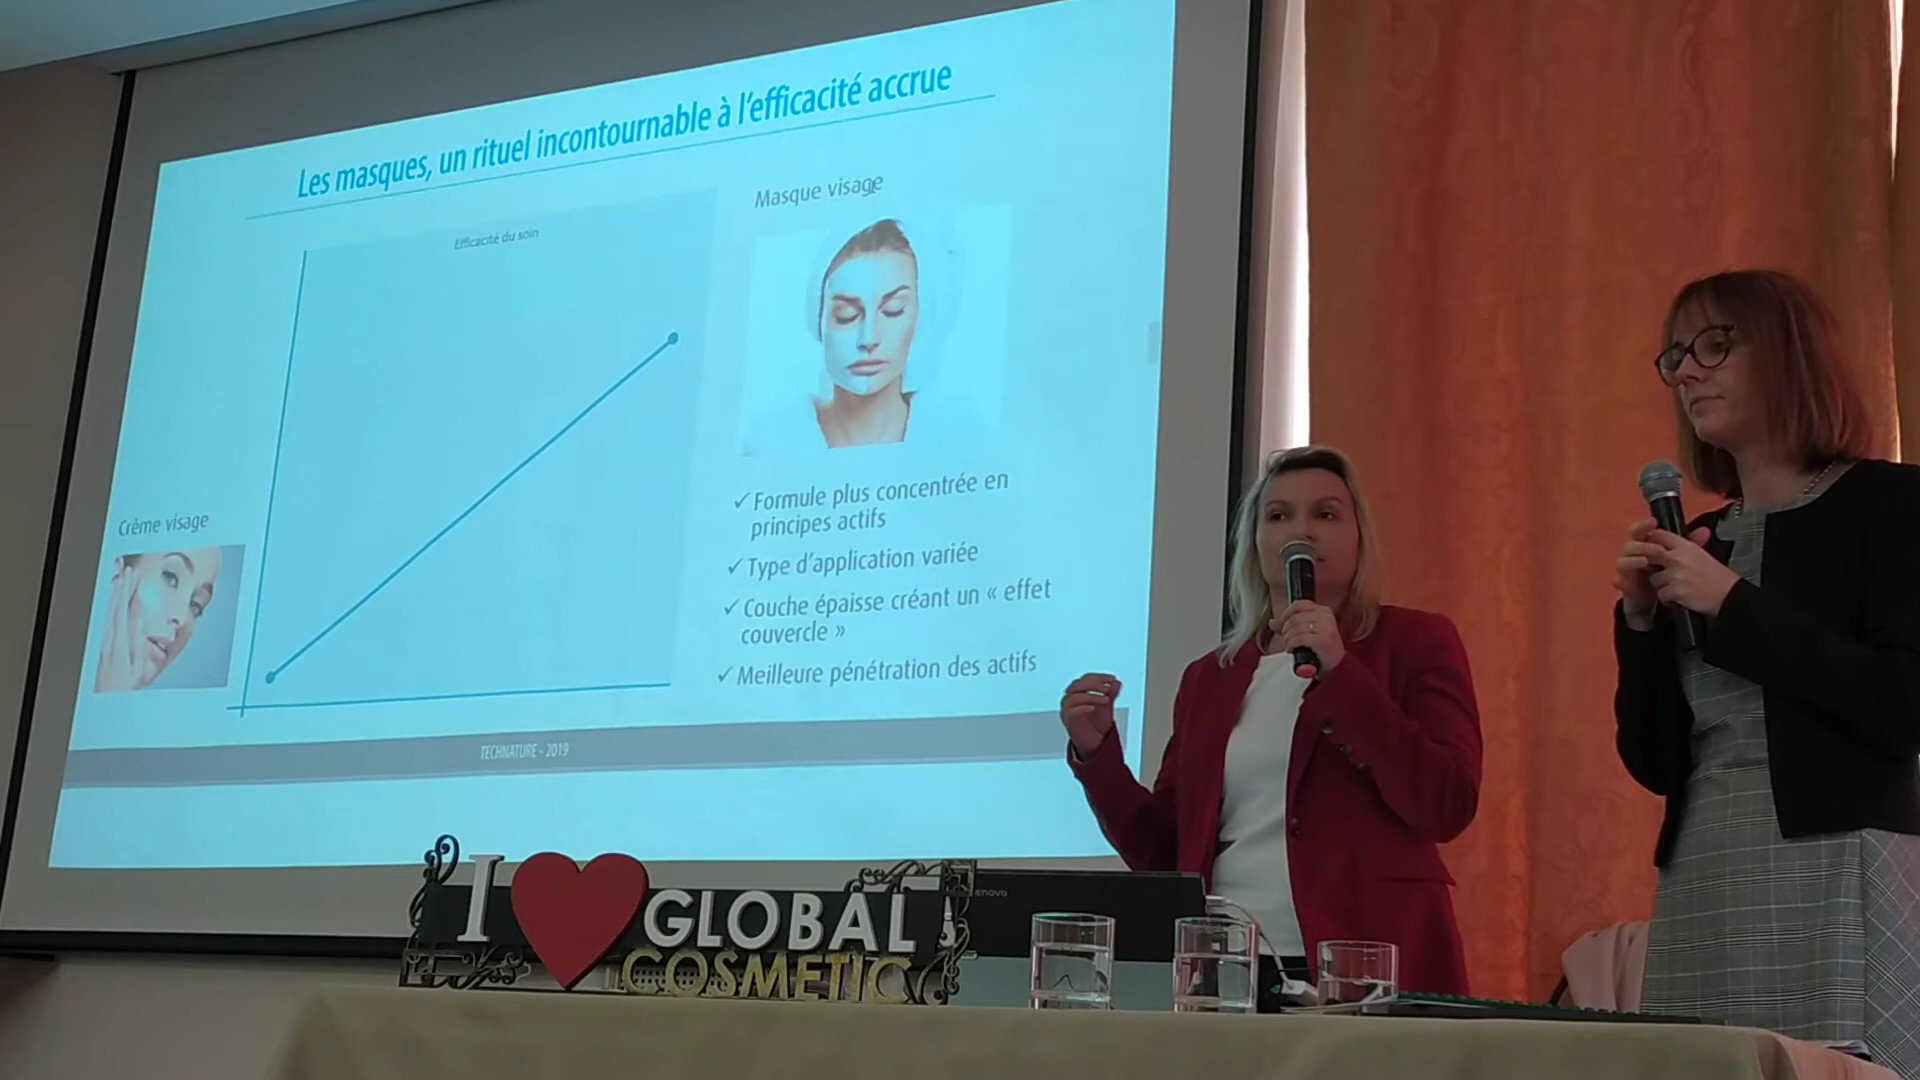 Les masques, un rituel incontournable à l'efficacité accrue
Efficacité du soin
Masque visage
Crème visage
✓ Formule plus concentrée en
principes actifs
✓ Type d'application variée
✓ Couche épaisse créant un « effet
couvercle »
✓ Meilleure pénétration des actifs
TECHNATURE - 2019
I GLOBAL
COSMETIC
enovo